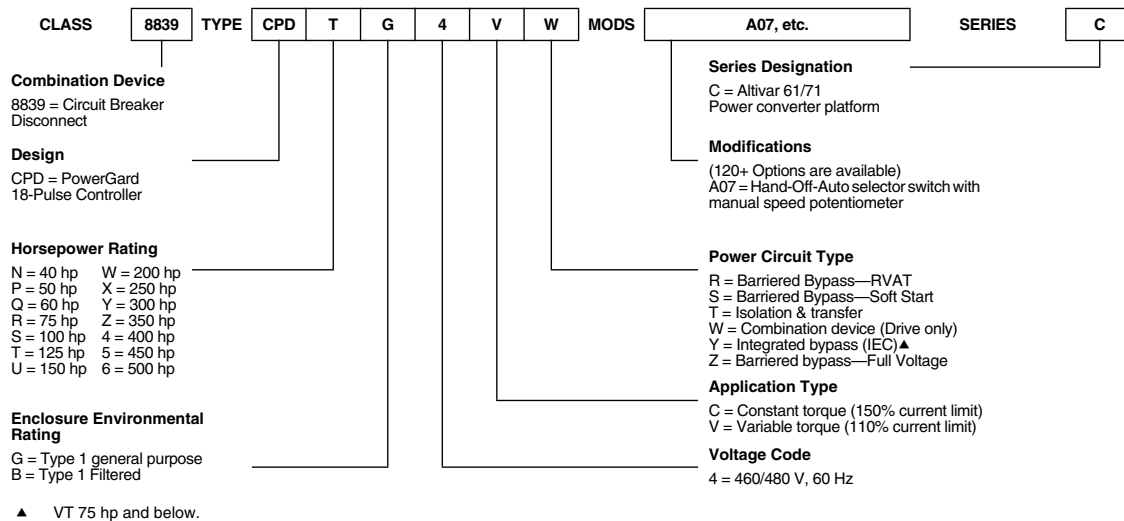 CLASS 8839 TYPE CPD T G 4 V W MODS A07, etc. SERIES C
Combination Device
8839 = Circuit Breaker
Disconnect
Design
CPD = PowerGard
18-Pulse Controller
Horsepower Rating
N = 40 hp W = 200 hp
P = 50 hp X = 250 hp
Q = 60 hp Y = 300 hp
R = 75 hp Z = 350 hp
S = 100 hp 4 = 400 hp
T = 125 hp 5 = 450 hp
U = 150 hp 6 = 500 hp
Enclosure Environmental
Rating
G = Type 1 general purpose
B = Type 1 Filtered
▲ VT 75 hp and below.
Series Designation
C = Altivar 61/71
Power converter platform
Modifications
(120+ Options are available)
A07 = Hand-Off-Auto selector switch with
manual speed potentiometer
Power Circuit Type
R = Barriered Bypass—RVAT
S = Barriered Bypass—Soft Start
T = Isolation & transfer
W = Combination device (Drive only)
Y = Integrated bypass (IEC)▲
Z = Barriered bypass—Full Voltage
Application Type
C = Constant torque (150% current limit)
V = Variable torque (110% current limit)
Voltage Code
4 = 460/480 V, 60 Hz